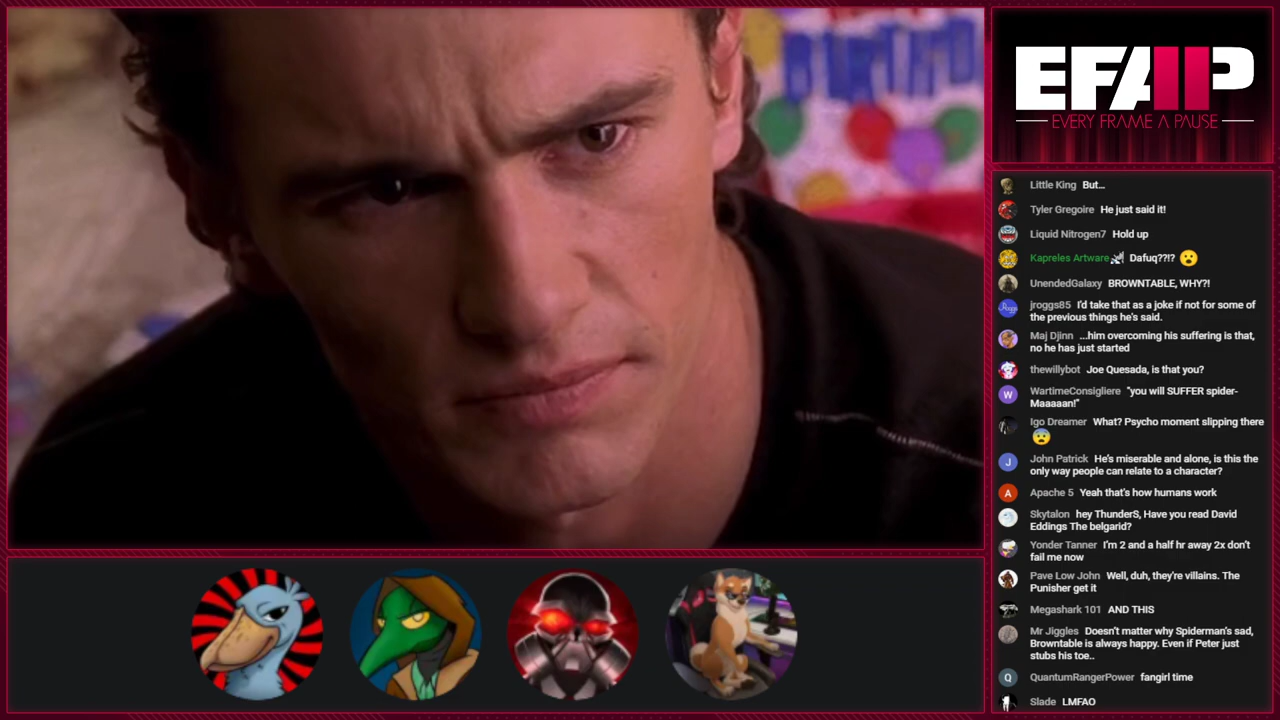 EFAP
EVERY FRAME A PAUSE
Little King But...
Tyler Gregoire He just said it!
Liquid Nitrogen7 Hold up
Kapreles Artware Dafuq??!? 😮
UnendedGalaxy BROWNTABLE, WHY?!
jroggs85 I'd take that as a joke if not for some of
the previous things he's said.
Maj Djinn ...him overcoming his suffering is that,
no he has just started
thewillybot Joe Quesada, is that you?
W
WartimeConsigliere "you will SUFFER spider-
Maaaaan!"
Igo Dreamer What? Psycho moment slipping there
😨
J
John Patrick He's miserable and alone, is this the
only way people can relate to a character?
A
Apache 5 Yeah that's how humans work
Skytalon hey ThunderS, Have you read David
Eddings The belgarid?
Yonder Tanner I'm 2 and a half hr away 2x don't
fail me now
Pave Low John Well, duh, they're villains. The
Punisher get it
Megashark 101 AND THIS
Mr Jiggles Doesn't matter why Spiderman's sad,
Browntable is always happy. Even if Peter just
stubs his toe..
Q
QuantumRangerPower fangirl time
Slade LMFAO